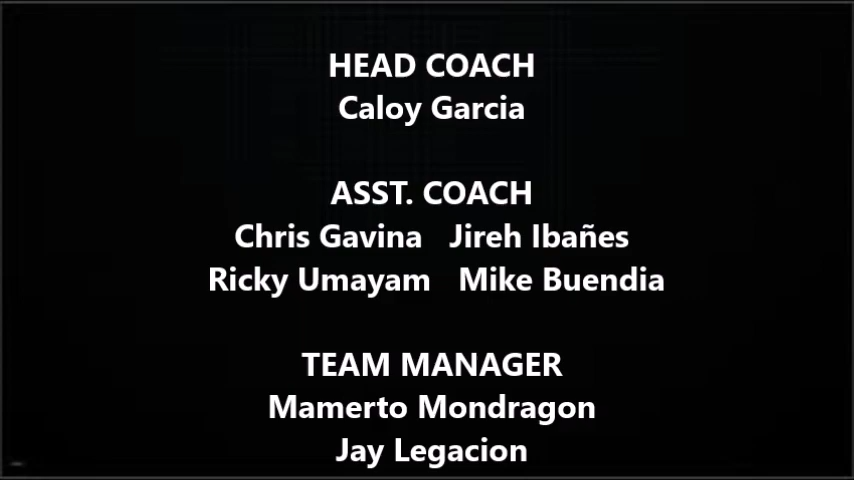 HEAD COACH
Caloy Garcia
ASST. COACH
Chris Gavina Jireh Ibañes
Ricky Umayam Mike Buendia
TEAM MANAGER
Mamerto Mondragon
Jay Legacion